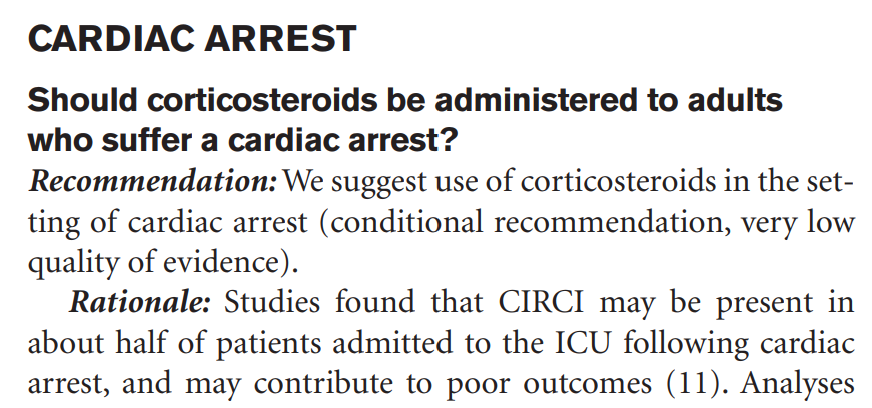 CARDIAC ARREST
Should corticosteroids be administered to adults
who suffer a cardiac arrest?
Recommendation: We suggest use of corticosteroids in the set-
ting of cardiac arrest (conditional recommendation, very low
quality of evidence).
Rationale: Studies found that CIRCI may be present in
about half of patients admitted to the ICU following cardiac
arrest, and may contribute to poor outcomes (11). Analyses